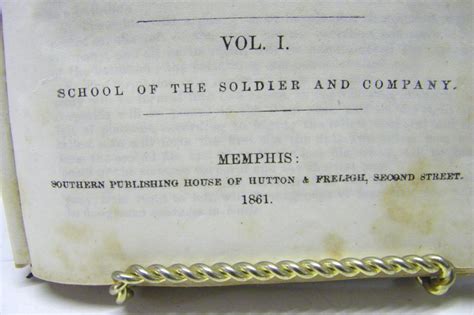 VOL. I.
SCHOOL OF THE SOLDIER AND COMPANY.
MEMPHIS:
SOUTHERN PUBLISHING HOUSE OF HUTTON & FRELIGH, SECOND STREET.
1861.